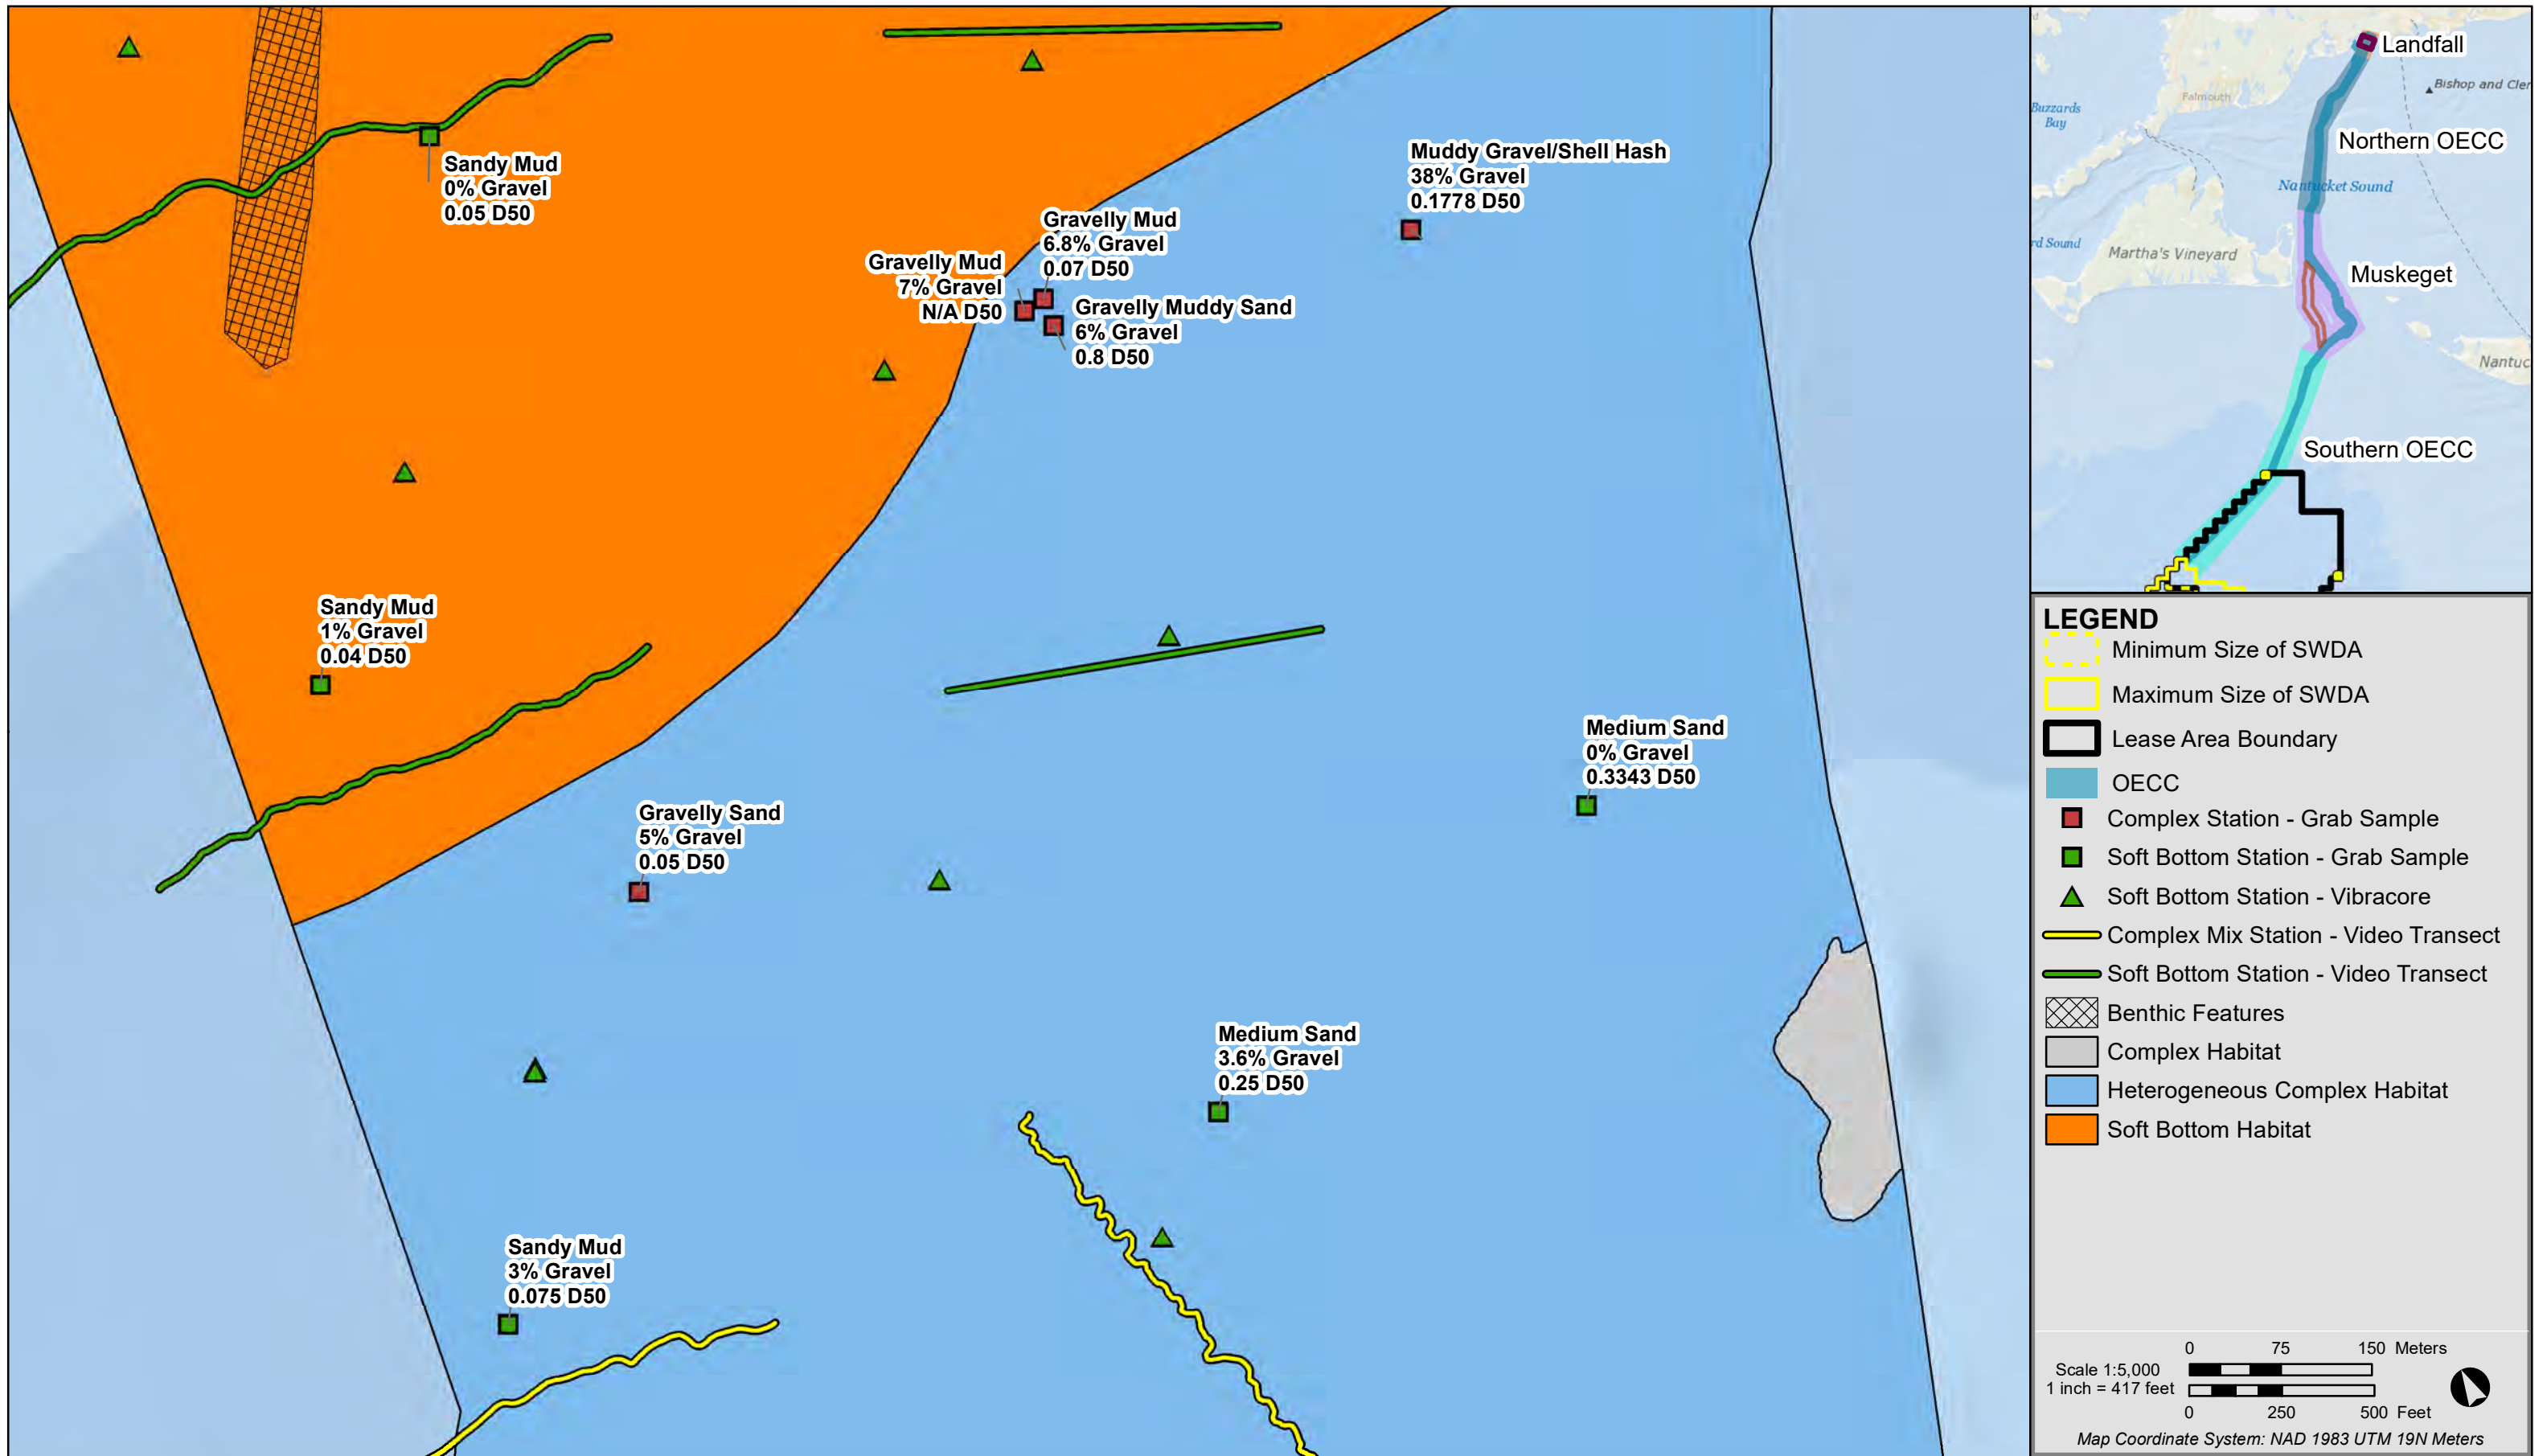 Sandy Mud
0% Gravel
0.05 D50
Muddy Gravel/Shell Hash
38% Gravel
0.1778 D50
Gravelly Mud
6.8% Gravel
0.07 D50
Gravelly Mud
7% Gravel
N/A D50
Gravelly Muddy Sand
6% Gravel
0.8 D50
Sandy Mud
1% Gravel
0.04 D50
Medium Sand
0% Gravel
0.3343 D50
Gravelly Sand
5% Gravel
0.05 D50
Medium Sand
3.6% Gravel
0.25 D50
Sandy Mud
3% Gravel
0.075 D50
Landfall
Bishop and Cler
Falmouth
Buzzards
Bay
Northern OECC
Nantucket Sound
rd Sound
Martha's Vineyard
Muskeget
Nantuc
Southern OECC
LEGEND
Minimum Size of SWDA
Maximum Size of SWDA
Lease Area Boundary
OECC
Complex Station - Grab Sample
Soft Bottom Station - Grab Sample
Soft Bottom Station - Vibracore
Complex Mix Station - Video Transect
Soft Bottom Station - Video Transect
Benthic Features
Complex Habitat
Heterogeneous Complex Habitat
Soft Bottom Habitat
0 75 150 Meters
Scale 1:5,000
1 inch = 417 feet
0 250 500 Feet
Map Coordinate System: NAD 1983 UTM 19N Meters